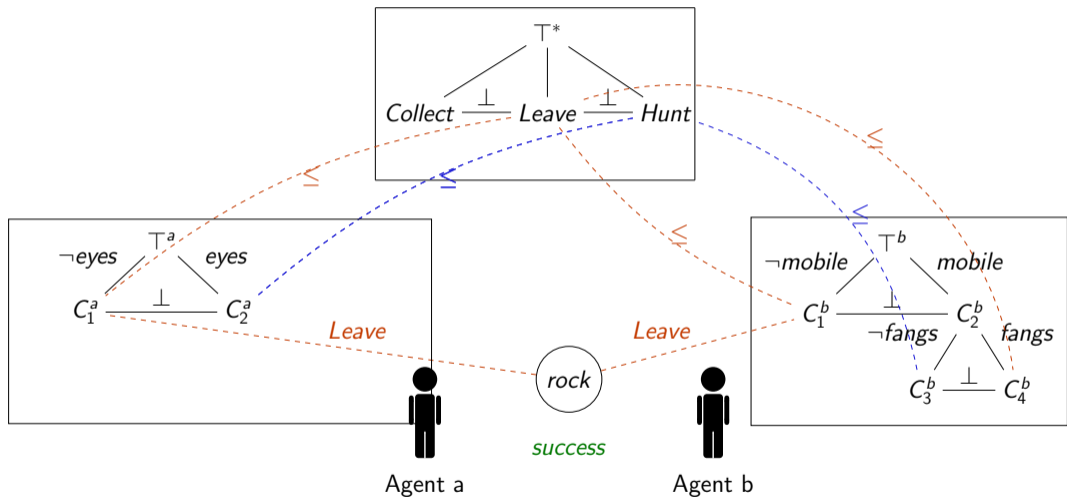 ⊤*
⊥ ⊥
Collect Leave Hunt
≤ ≤
≤
≤
≤
⊤ᵃ
¬eyes eyes
⊥
C₁ᵃ C₂ᵃ
⊤ᵇ
¬mobile mobile
⊥
C₁ᵇ C₂ᵇ
¬fangs fangs
⊥
C₃ᵇ C₄ᵇ
Leave Leave
rock
success
Agent a Agent b